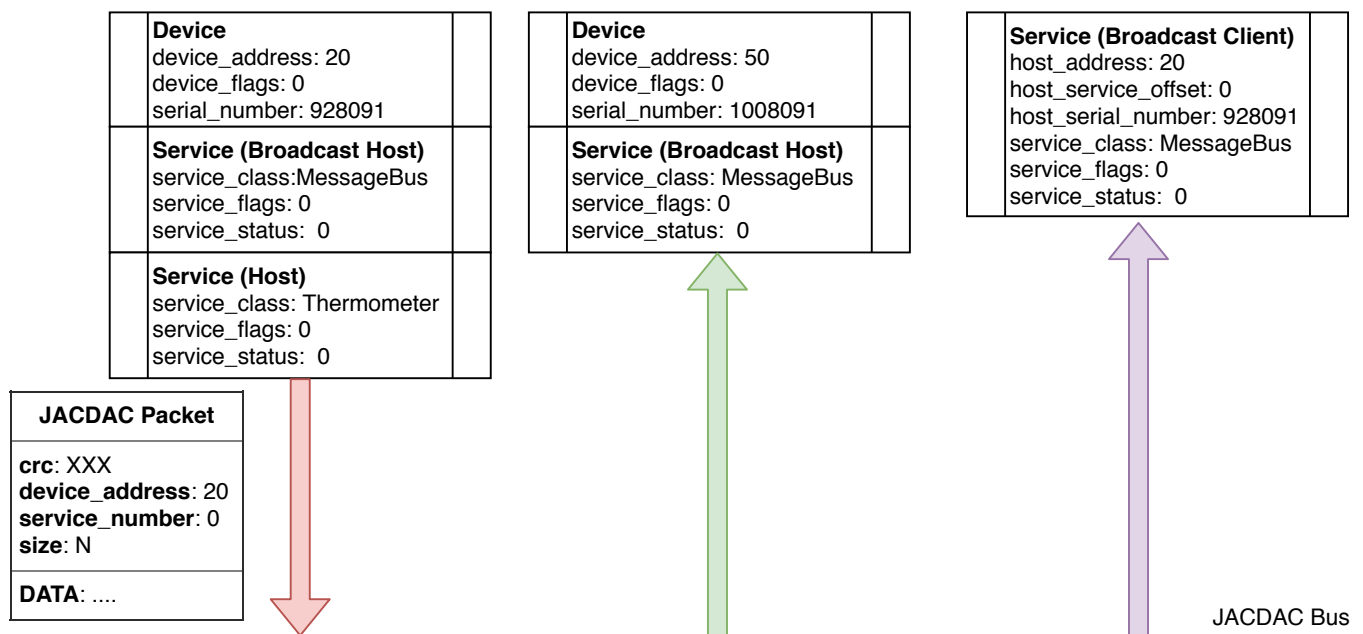 Device
device_address: 20
device_flags: 0
serial_number: 928091
Service (Broadcast Host)
service_class:MessageBus
service_flags: 0
service_status:  0
Service (Host)
service_class: Thermometer
service_flags: 0
service_status:  0
JACDAC Packet
crc: XXX
device_address: 20
service_number: 0
size: N
DATA: ....
Device
device_address: 50
device_flags: 0
serial_number: 1008091
Service (Broadcast Host)
service_class: MessageBus
service_flags: 0
service_status:  0
Service (Broadcast Client)
host_address: 20
host_service_offset: 0
host_serial_number: 928091
service_class: MessageBus
service_flags: 0
service_status:  0
JACDAC Bus